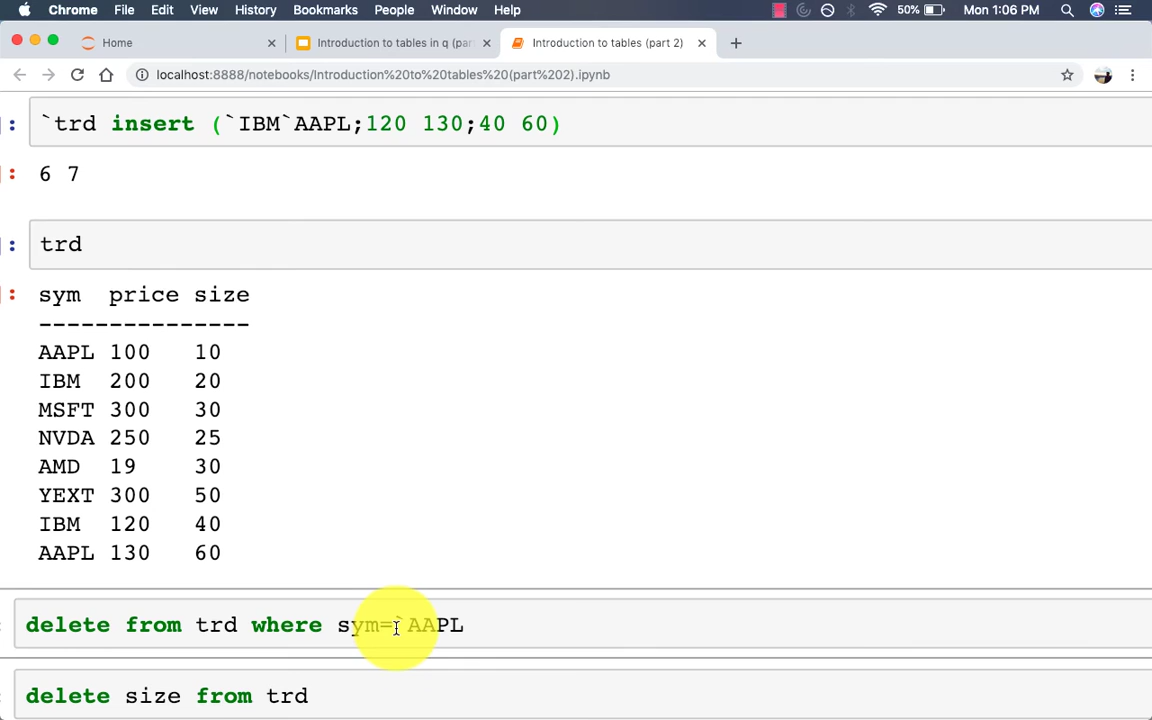 Chrome File Edit View History Bookmarks People Window Help 50% Mon 1:06 PM
Home Introduction to tables in q (par Introduction to tables (part 2)
localhost:8888/notebooks/Introduction%20to%20tables%20(part%202).ipynb
: `trd insert (`IBM`AAPL;120 130;40 60)
: 6 7
: trd
: sym price size
---------------
AAPL 100 10
IBM 200 20
MSFT 300 30
NVDA 250 25
AMD 19 30
YEXT 300 50
IBM 120 40
AAPL 130 60
delete from trd where sym=`AAPL
delete size from trd